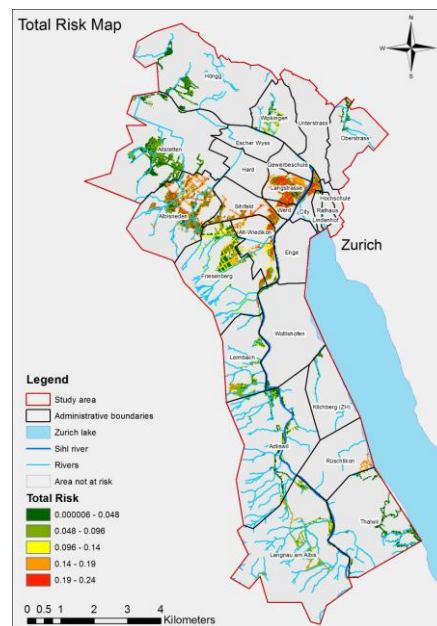 Total Risk Map
N
W
E
S
Höngg
Wipkingen
Unterstrass
Oberstrass
Escher Wyss
Gewerbeschule
Altstetten
Hard
Langstrasse
Hochschule
Rathaus
Lindenhof
City
Werd
Albisrieden
Sihlfeld
Alt-Wiedikon
Enge
Zurich
Friesenberg
Wollishofen
Leimbach
Kilchberg (ZH)
Adliswil
Rüschlikon
Thalwil
Langnau am Albis
Legend
Study area
Administrative boundaries
Zurich lake
Sihl river
Rivers
Area not at risk
Total Risk
0.000006 - 0.048
0.048 - 0.096
0.096 - 0.14
0.14 - 0.19
0.19 - 0.24
0 0.5 1 2 3 4
Kilometers